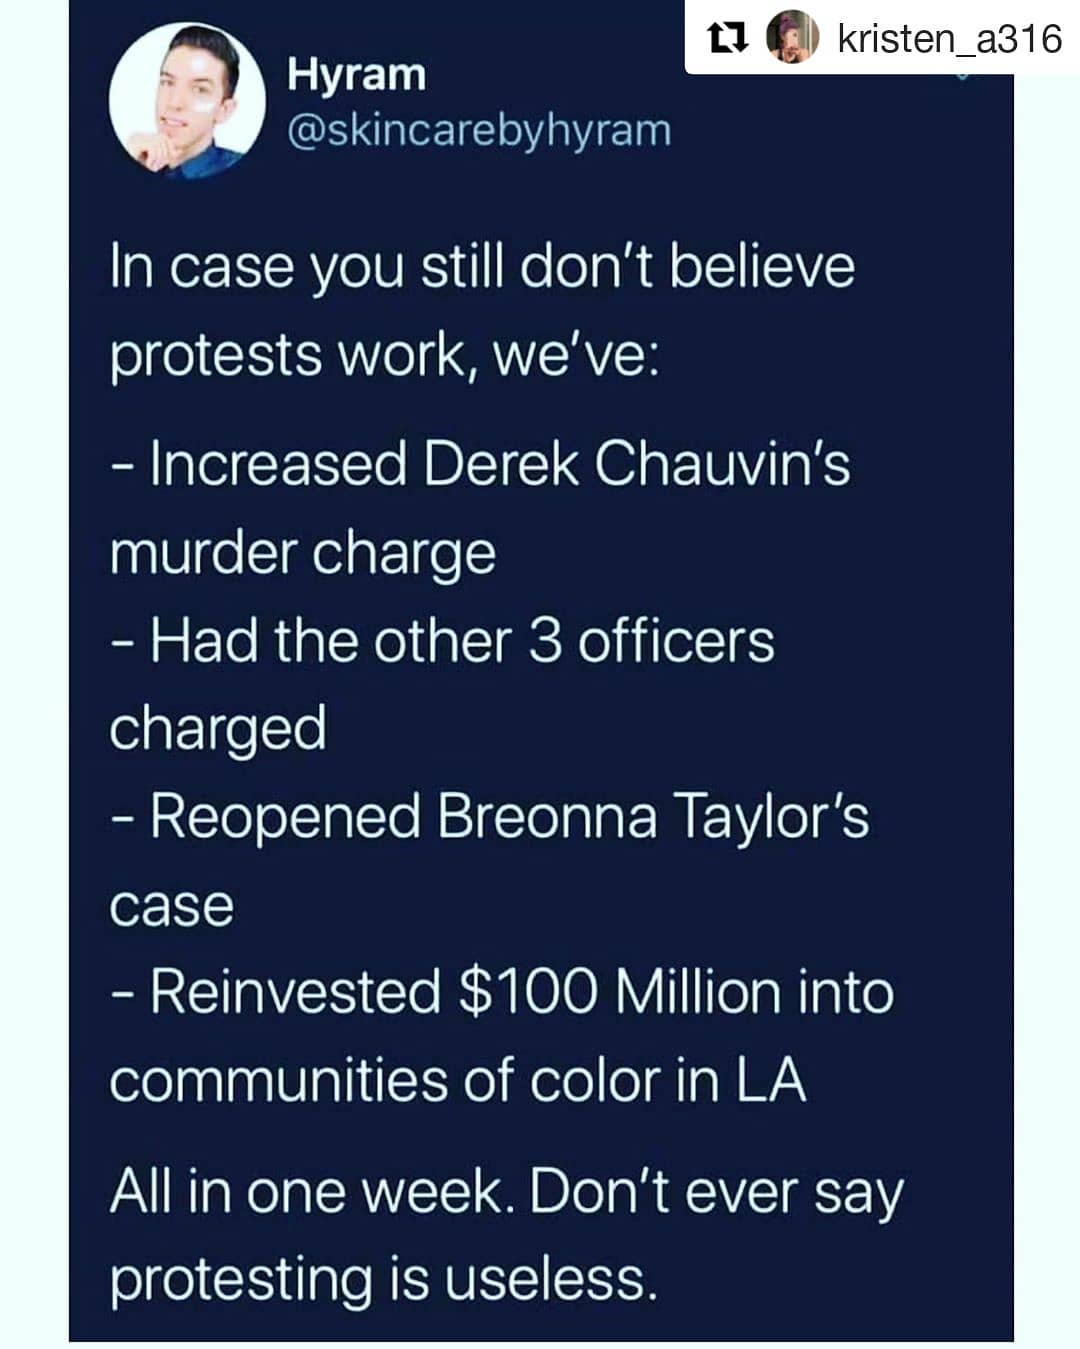 kristen_a316
Hyram
@skincarebyhyram
In case you still don't believe
protests work, we've:
- Increased Derek Chauvin's
murder charge
- Had the other 3 officers
charged
- Reopened Breonna Taylor's
case
- Reinvested $100 Million into
communities of color in LA
All in one week. Don't ever say
protesting is useless.